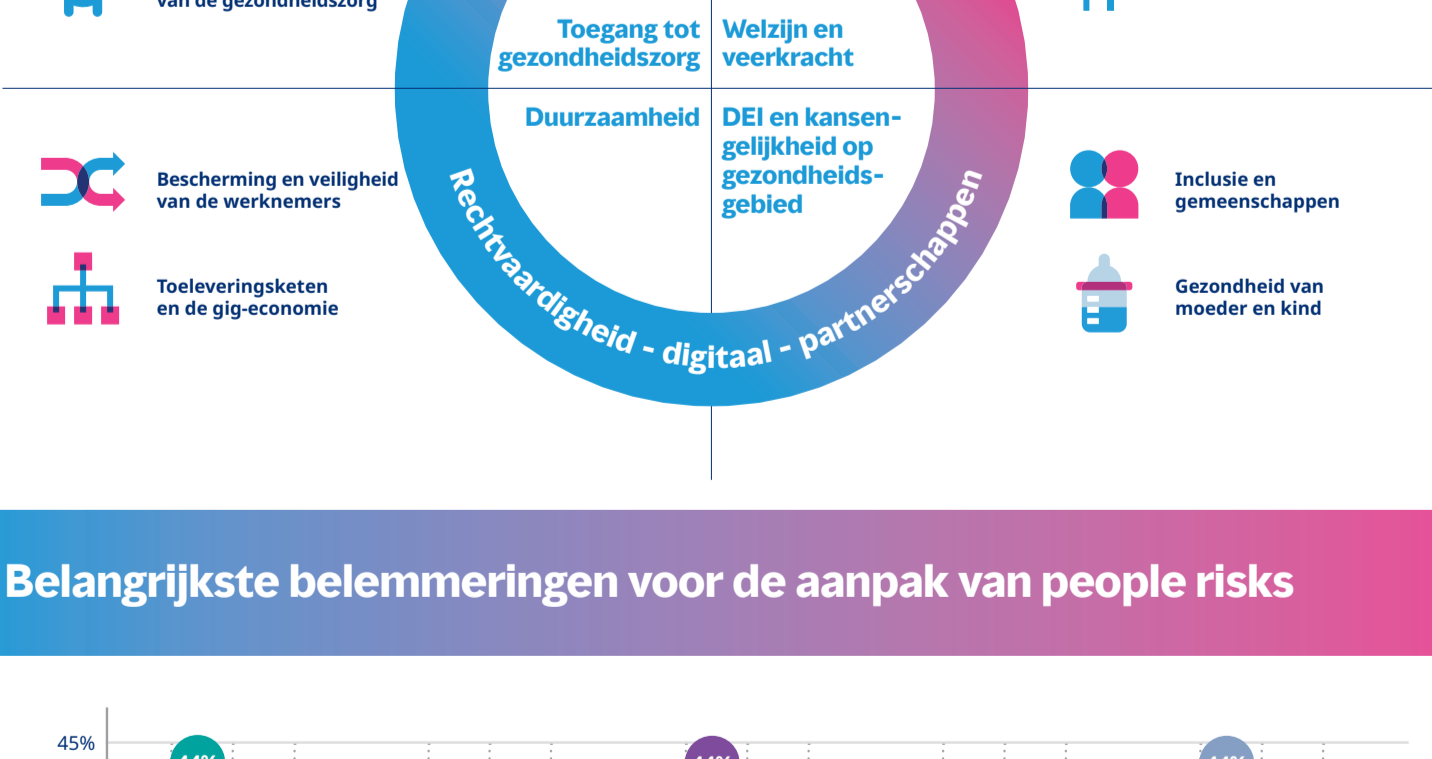 van de gezondheidszorg
Toegang tot
gezondheidszorg
Welzijn en
veerkracht
Duurzaamheid
DEI en kansen-
gelijkheid op
gezondheids-
gebied
Bescherming en veiligheid
van de werknemers
Toeleveringsketen
en de gig-economie
Inclusie en
gemeenschappen
Gezondheid van
moeder en kind
Rechtvaardigheid - digitaal - partnerschappen
Belangrijkste belemmeringen voor de aanpak van people risks
45%